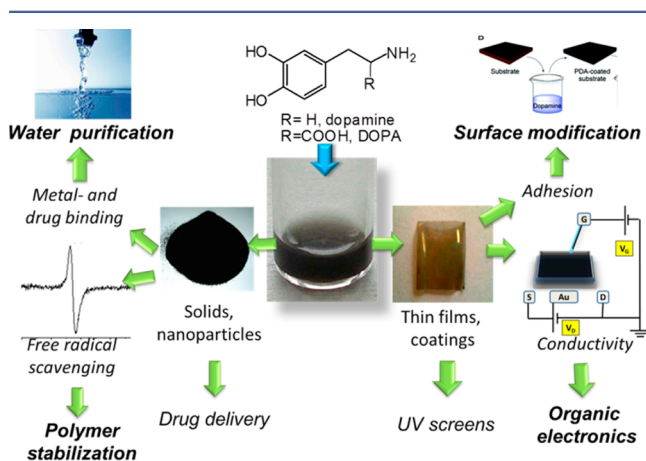 HO
HO
NH2
R
R= H, dopamine
R=COOH, DOPA
Water purification
Substrate
PDA-coated
substrate
Dopamine
Surface modification
Metal- and
drug binding
Adhesion
G
VG
S
Au
D
VD
Solids,
nanoparticles
Thin films,
coatings
Conductivity
Free radical
scavenging
Drug delivery
UV screens
Polymer
stabilization
Organic
electronics